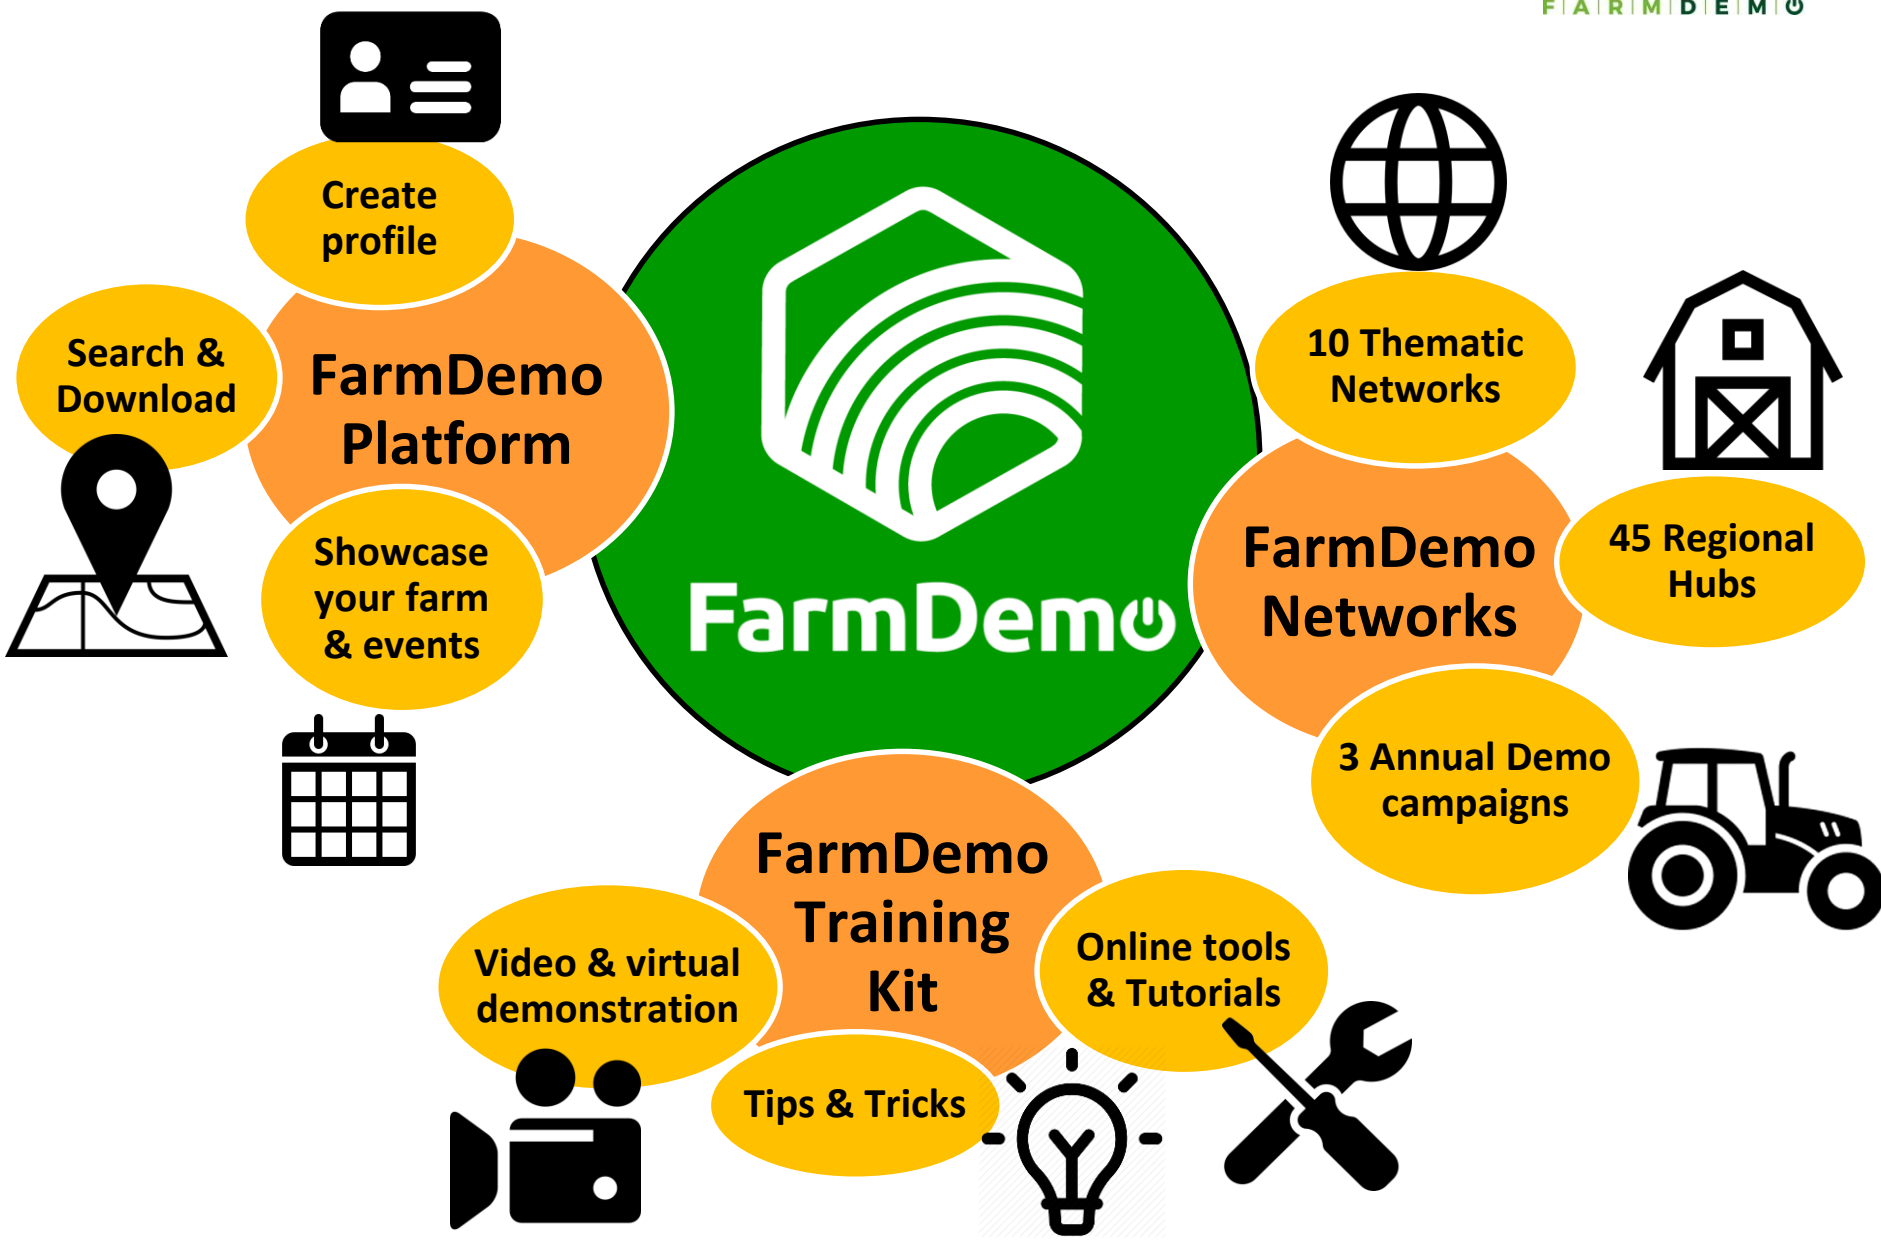 FARMDEMO
Create
profile
Search &
Download
FarmDemo
Platform
Showcase
your farm
& events
FarmDemo
10 Thematic
Networks
FarmDemo
Networks
45 Regional
Hubs
3 Annual Demo
campaigns
FarmDemo
Training
Kit
Video & virtual
demonstration
Tips & Tricks
Online tools
& Tutorials